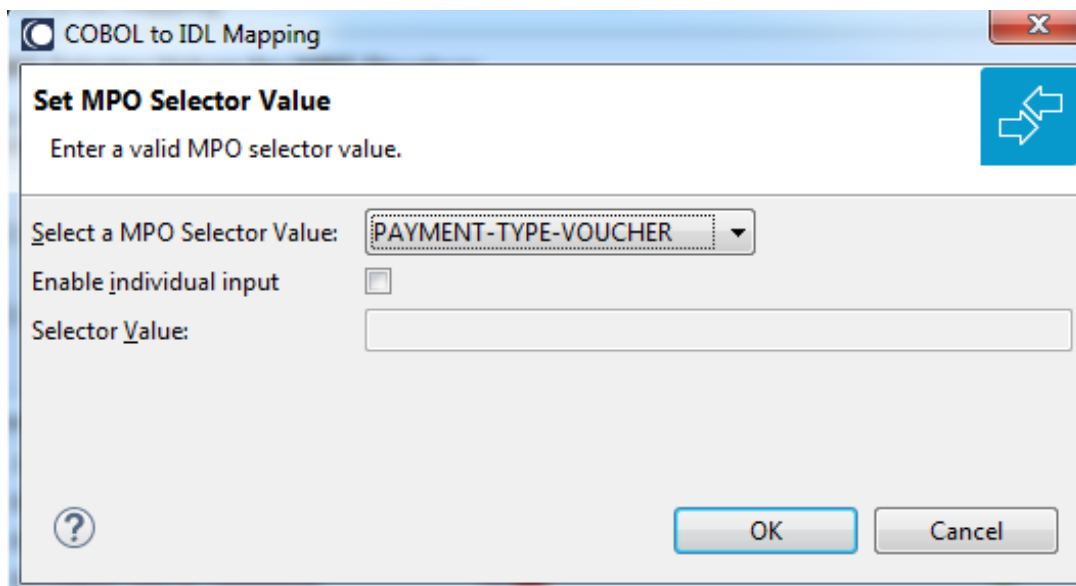 COBOL to IDL Mapping
Set MPO Selector Value
Enter a valid MPO selector value.
Select a MPO Selector Value: PAYMENT-TYPE-VOUCHER
Enable individual input
Selector Value:
? OK Cancel